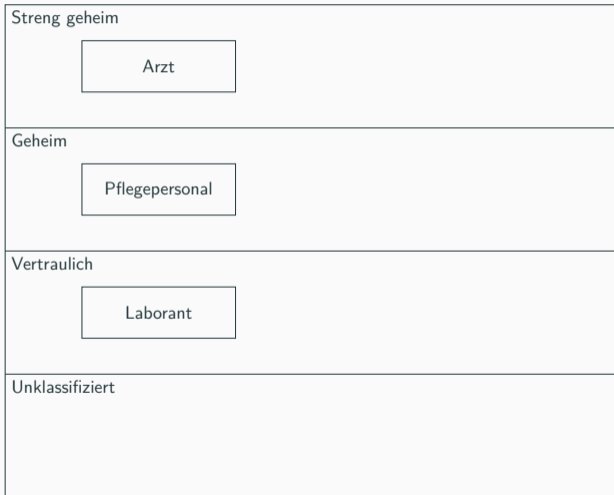 Streng geheim
Arzt
Geheim
Pflegepersonal
Vertraulich
Laborant
Unklassifiziert